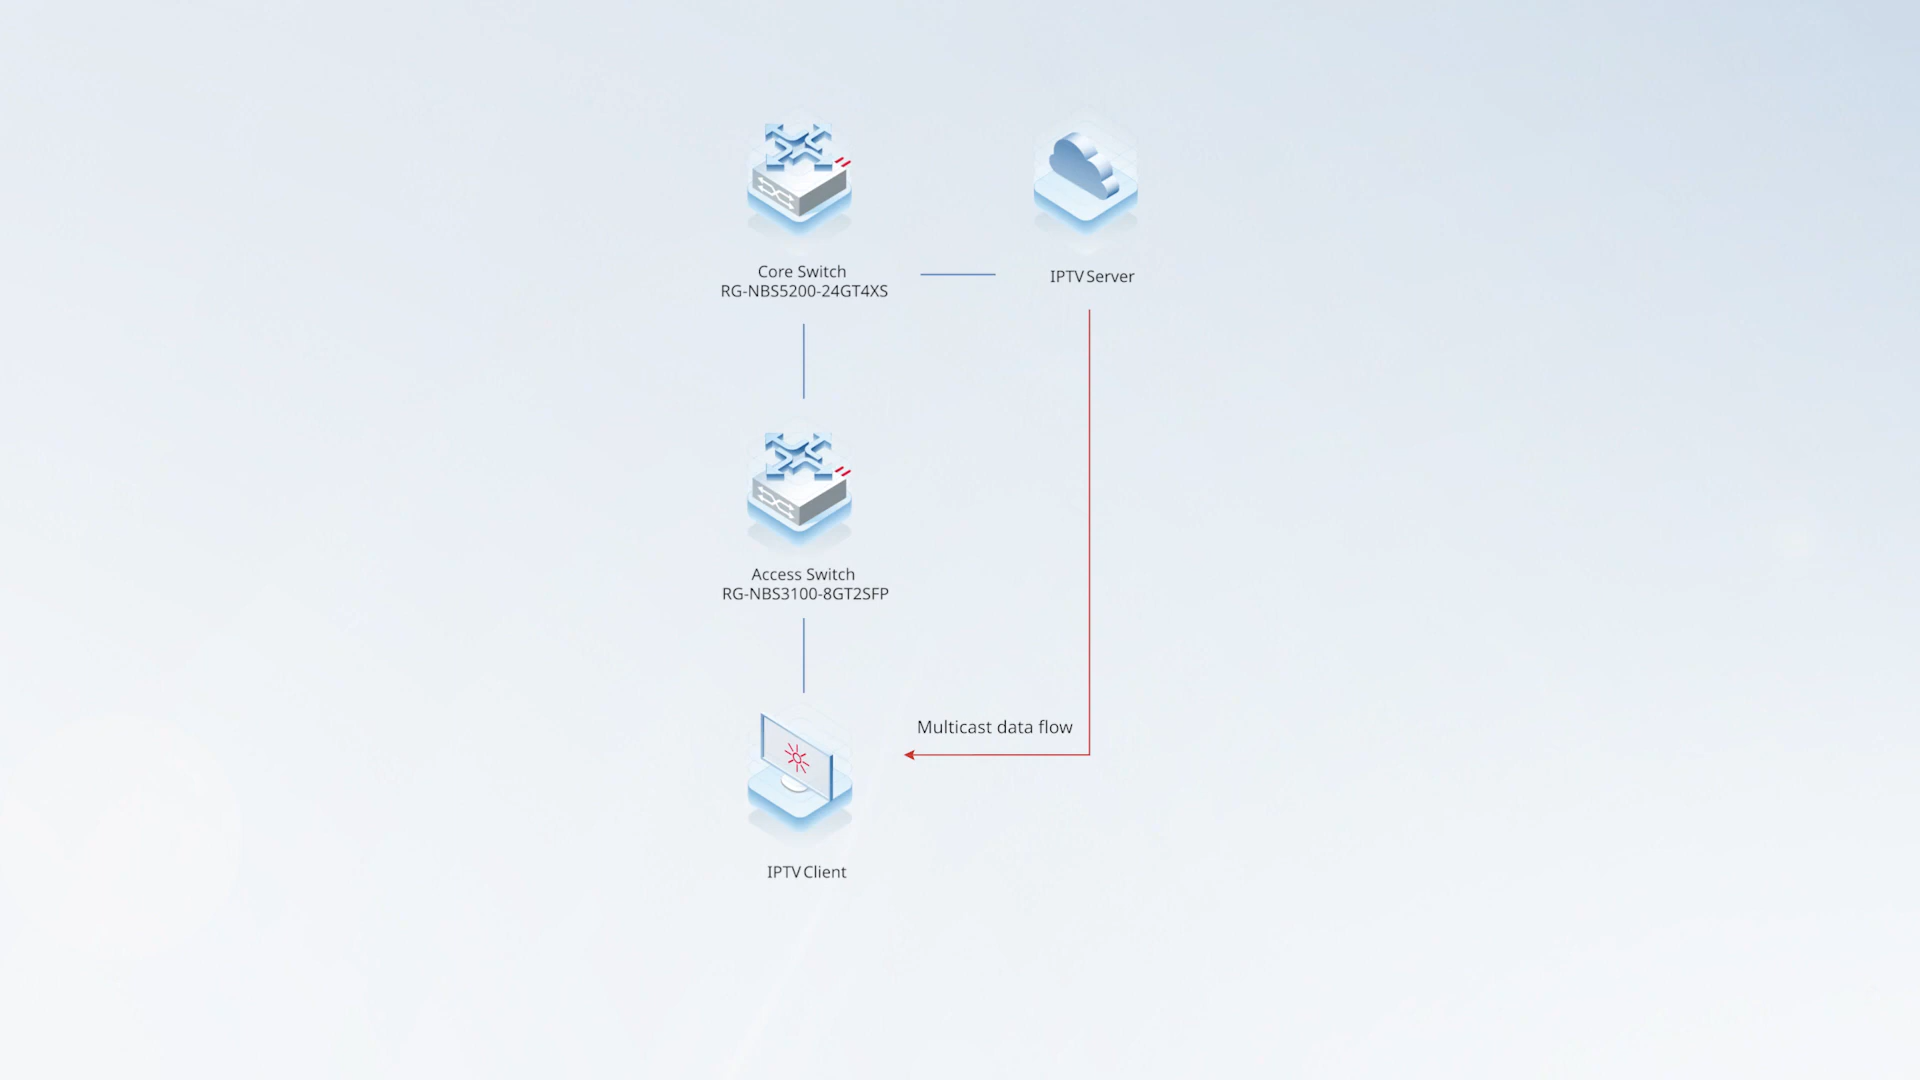 Core Switch
RG-NBS5200-24GT4XS
IPTV Server
Access Switch
RG-NBS3100-8GT2SFP
Multicast data flow
IPTV Client